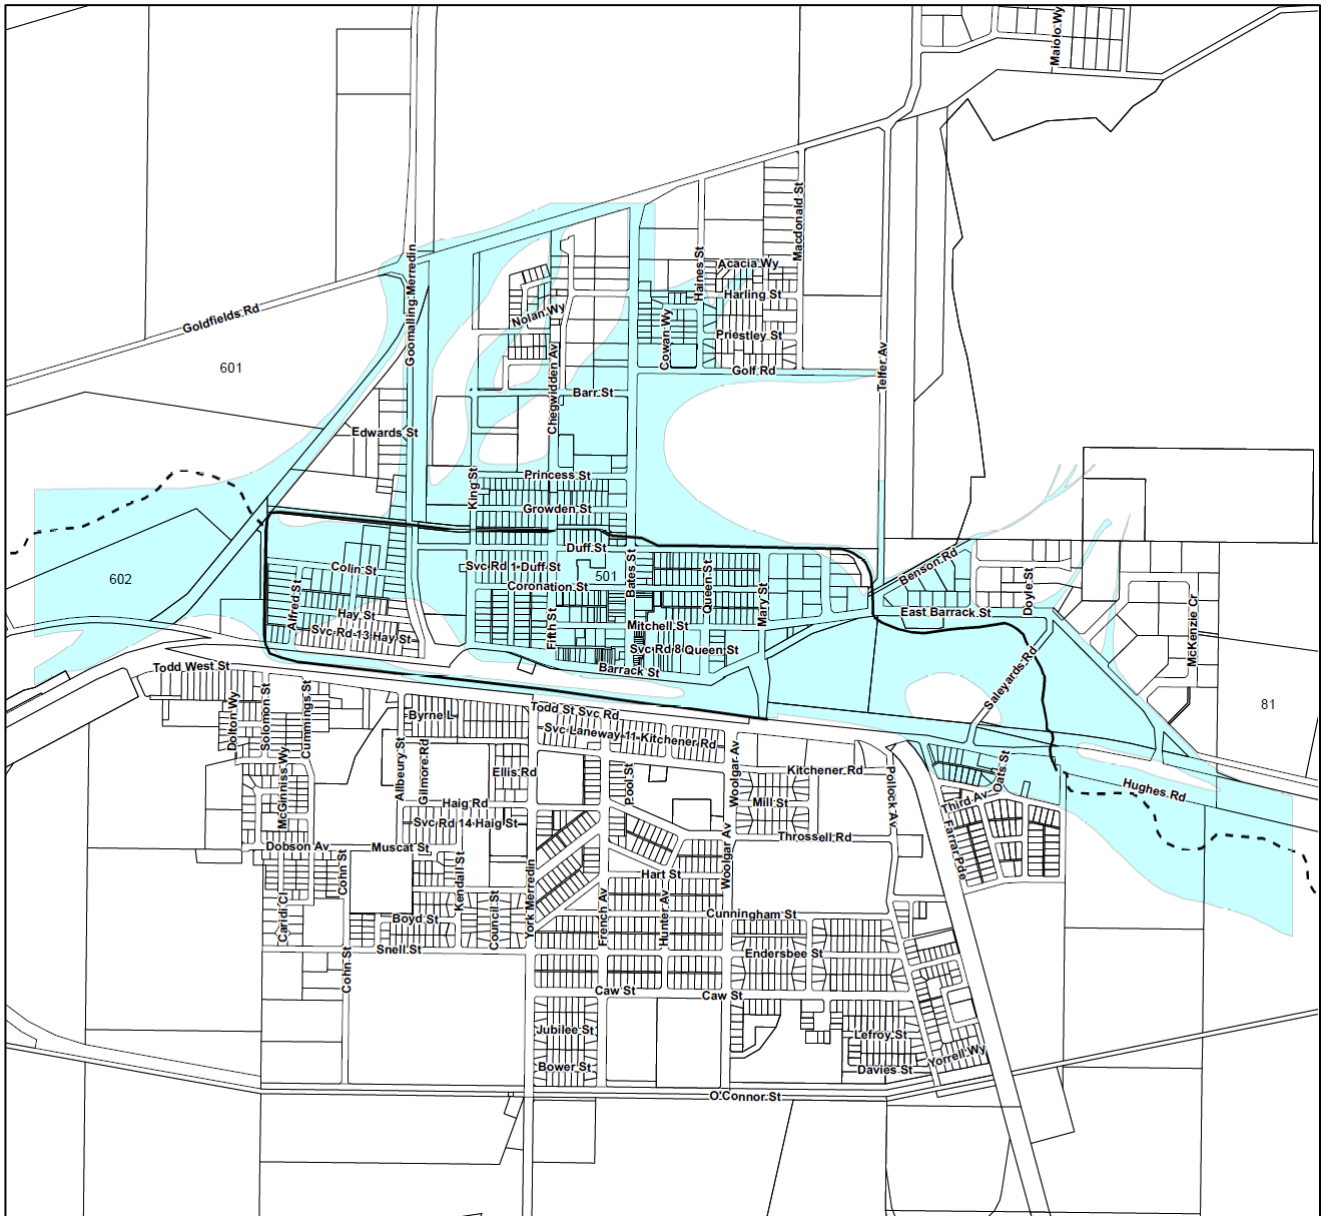 Maiolo Wy
Macdonald St
Goomalling-Merredin
Haines St
Acacia Wy
Harling St
Goldfields Rd
Nolan Wy
Cowan Wy
Priestley St
601
Chegwidden Av
Golf Rd
Telfer Av
Barr St
Edwards St
King St
Princess St
Growden St
Duff St
Svc Rd 1 Duff St
Colin St
Bates St
Queen St
Benson Rd
602
501
Coronation St
Doyle St
Alfred St
Mary St
Hay St
Fifth St
East Barrack St
McKenzie Cr
Svc Rd 13 Hay St
Mitchell St
Svc Rd 8 Queen St
Todd West St
Barrack St
Saleyards Rd
Dolton Wy
Solomon St
Cummings St
Byrne L
Todd St Svc Rd
81
Svc Laneway 11 Kitchener Rd
Allbeury St
Gilmore Rd
Ellis Rd
Pool St
Woolgar Av
Kitchener Rd
Pollock Av
Oats St
Hughes Rd
McGinniss Wy
Haig Rd
Mill St
Third Av
Svc Rd 14 Haig St
Throssell Rd
Dobson Av
Muscat St
Farrar Pde
Cohn St
Kendall St
York Merredin
Hart St
Woolgar Av
Caridi Cl
Boyd St
Council St
French Av
Hunter Av
Cunningham St
Snell St
Endersbee St
Cohn St
Caw St
Caw St
Jubilee St
Lefroy St
Bower St
Davies St
Yorrell Wy
O'Connor St